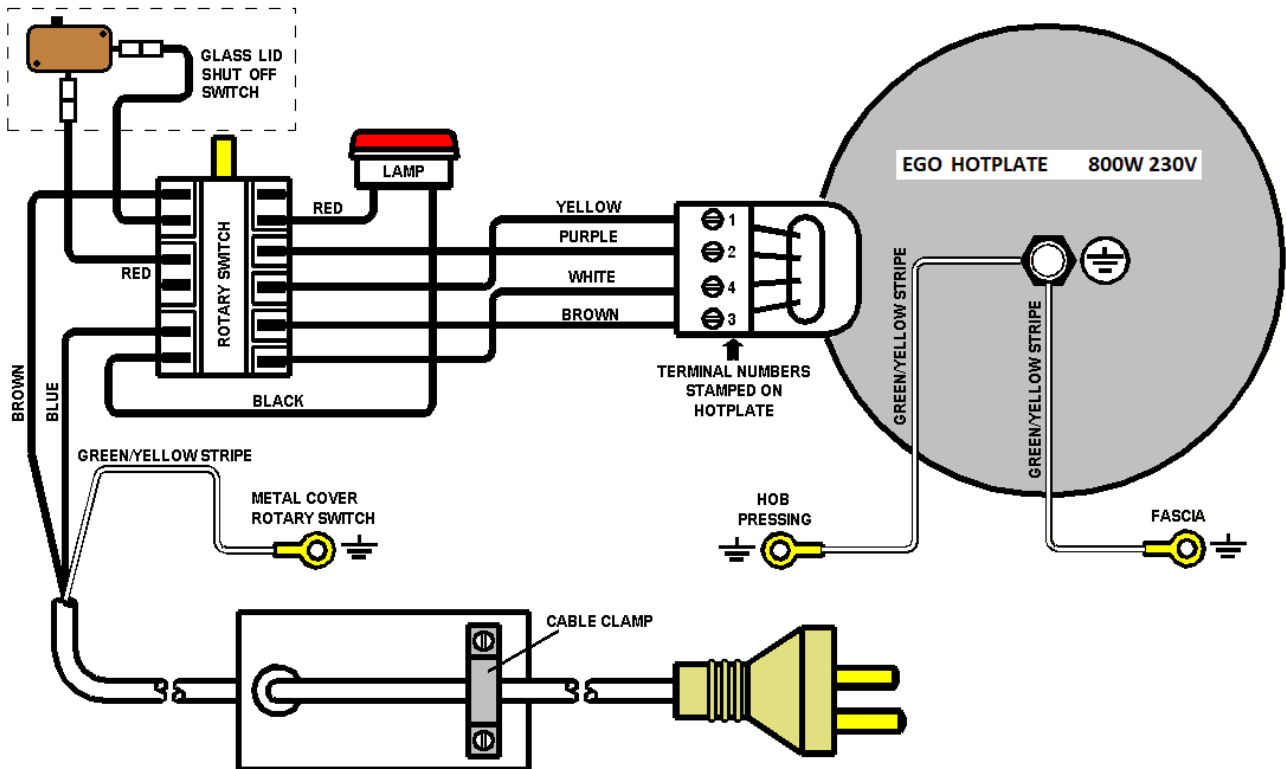 GLASS LID
SHUT OFF
SWITCH
LAMP
EGO HOTPLATE 800W 230V
RED
YELLOW
1
PURPLE
2
RED
ROTARY SWITCH
WHITE
4
BROWN
3
TERMINAL NUMBERS
STAMPED ON
HOTPLATE
BLACK
BROWN
BLUE
GREEN/YELLOW STRIPE
GREEN/YELLOW STRIPE
GREEN/YELLOW STRIPE
METAL COVER
ROTARY SWITCH
HOB
PRESSING
FASCIA
CABLE CLAMP